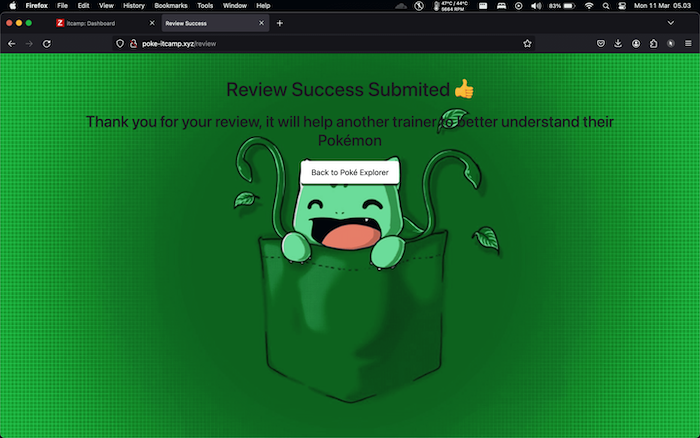 Firefox File Edit View History Bookmarks Tools Window Help 47°C / 44°C 5664 RPM 83% Mon 11 Mar 05.03
Z itcamp: Dashboard Review Success
poke-itcamp.xyz/review
Review Success Submited 👍
Thank you for your review, it will help another trainer to better understand their
Pokémon
Back to Poké Explorer